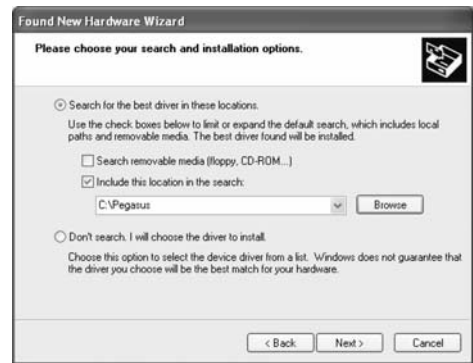 Found New Hardware Wizard
Please choose your search and installation options.
Search for the best driver in these locations.
Use the check boxes below to limit or expand the default search, which includes local
paths and removable media. The best driver found will be installed.
Search removable media (floppy, CD-ROM...)
Include this location in the search:
C:\Pegasus
Browse
Don't search. I will choose the driver to install.
Choose this option to select the device driver from a list. Windows does not guarantee that
the driver you choose will be the best match for your hardware.
< Back
Next >
Cancel